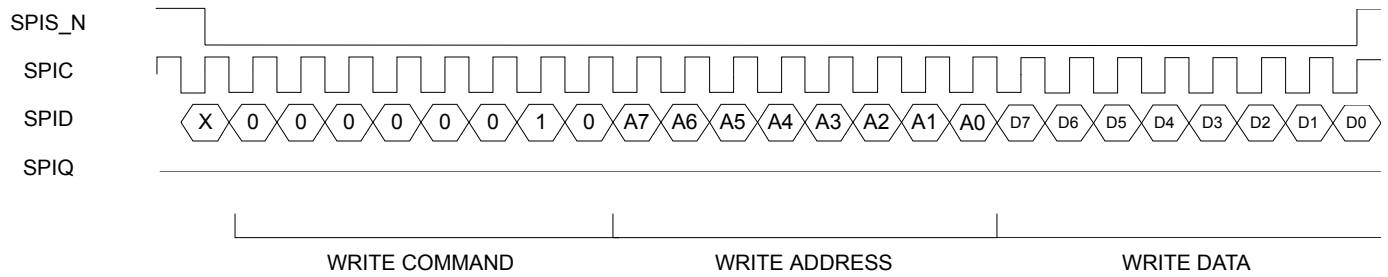 SPIS_N
SPIC
SPID X 0 0 0 0 0 0 1 0 A7 A6 A5 A4 A3 A2 A1 A0 D7 D6 D5 D4 D3 D2 D1 D0
SPIQ
WRITE COMMAND WRITE ADDRESS WRITE DATA